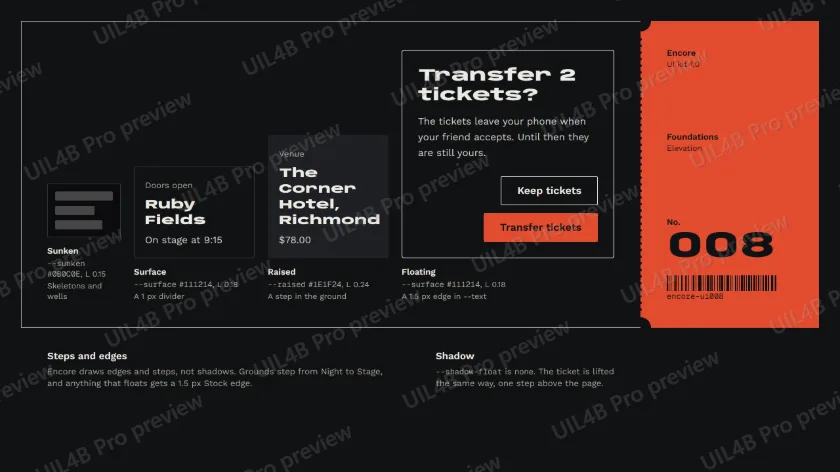 Transfer 2
tickets?
The tickets leave your phone when
your friend accepts. Until then they
are still yours.
Keep tickets
Transfer tickets
Venue
The
Corner
Hotel,
Richmond
$78.00
Doors open
Ruby
Fields
On stage at 9:15
Sunken
--sunken
#0B0C0E, L 0.15
Skeletons and
wells
Surface
--surface #111214, L 0.18
A 1 px divider
Raised
--raised #1E1F24, L 0.24
A step in the ground
Floating
--surface #111214, L 0.18
A 1.5 px edge in --text
Encore
UI kit 4.0
Foundations
Elevation
No.
008
encore-ui008
Steps and edges
Encore draws edges and steps, not shadows. Grounds step from Night to Stage,
and anything that floats gets a 1.5 px Stock edge.
Shadow
--shadow-float is none. The ticket is lifted
the same way, one step above the page.
UIL4B Pro preview